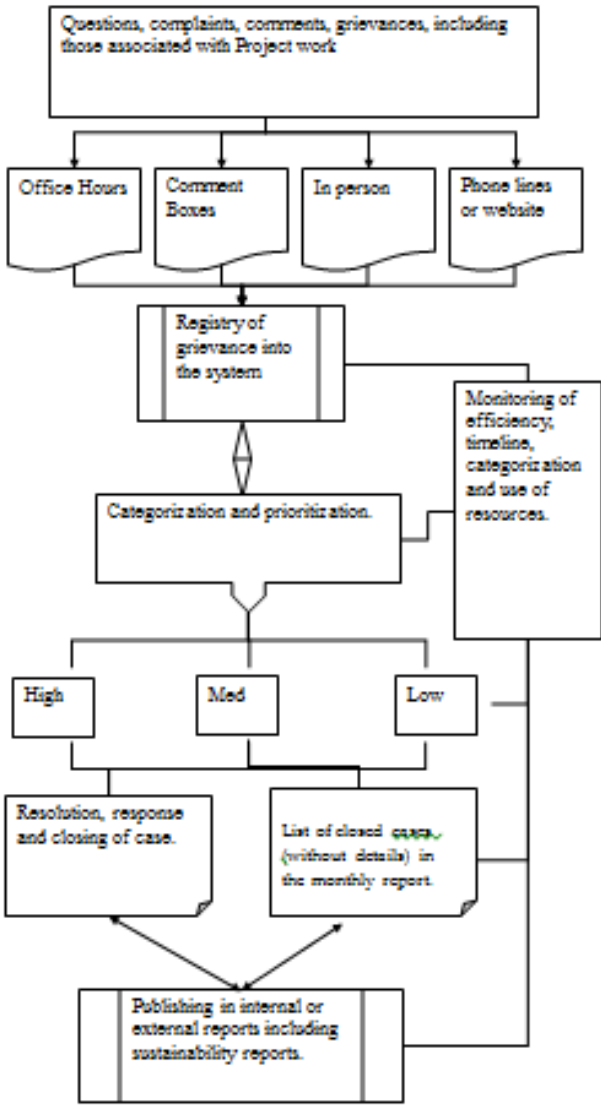 Questions, complaints, comments, grievances, including
those associated with Project work
Office Hours
Comment
Boxes
In person
Phone lines
or website
Registry of
grievance into
the system
Monitoring of
efficiency,
timeline,
categorization
and use of
resources.
Categorization and prioritization.
High
Med
Low
Resolution, response
and closing of case.
List of closed
(without details) in
the monthly report.
Publishing in internal or
external reports including
sustainability reports.